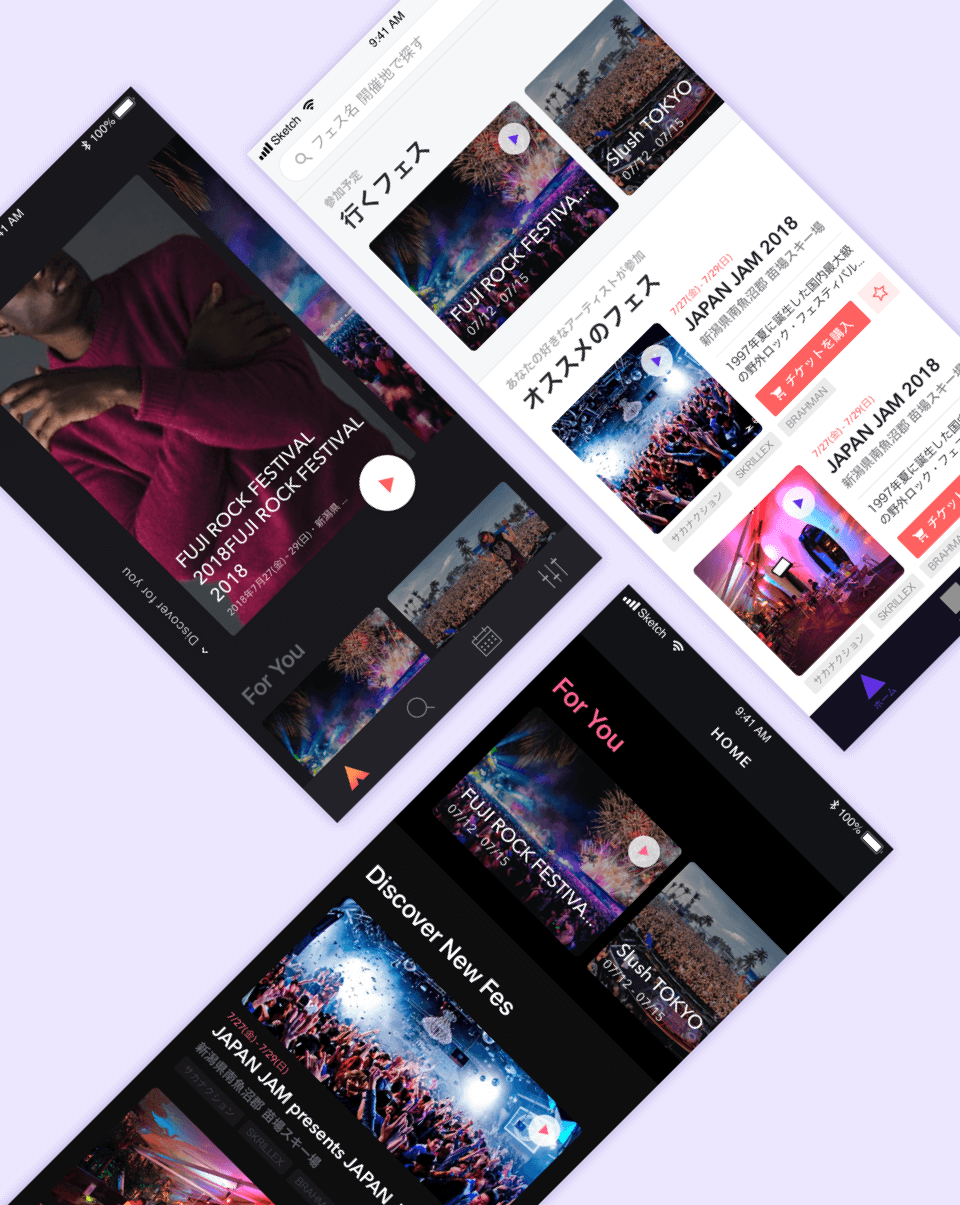 41 AM
100%
FUJI ROCK FESTIVAL
2018FUJI ROCK FESTIVAL
2018
2018年7月27(金) - 29(日)・新潟県 ...
Discover for you
For You
Sketch
9:41 AM
フェス名 開催地で探す
参加予定
行くフェス
FUJI ROCK FESTIVA...
07/12 - 07/15
Slush TOKYO
07/12 - 07/15
あなたの好きなアーティストが参加
オススメのフェス
7/27(金) - 7/29(日)
JAPAN JAM 2018
新潟県南魚沼郡 苗場スキー場
1997年夏に誕生した国内最大級
の野外ロック・フェスティバル...
チケットを購入
サカナクション
SKRILLEX
BRAHMAN
7/27(金) - 7/29(日)
JAPAN JAM 2018
新潟県南魚沼郡 苗場スキー場
1997年夏に誕生した国内
の野外ロック・フェ
チケットを
サカナクション
SKRILLEX
BRAHMA
ホーム
Sketch
9:41 AM
100%
HOME
For You
FUJI ROCK FESTIVA...
07/12 - 07/15
Slush TOKYO
07/12 - 07/15
Discover New Fes
7/27(金) - 7/29(日)
JAPAN JAM presents JAPAN
新潟県南魚沼郡 苗場スキー場
サカナクション
SKRILLEX
BRAHMA